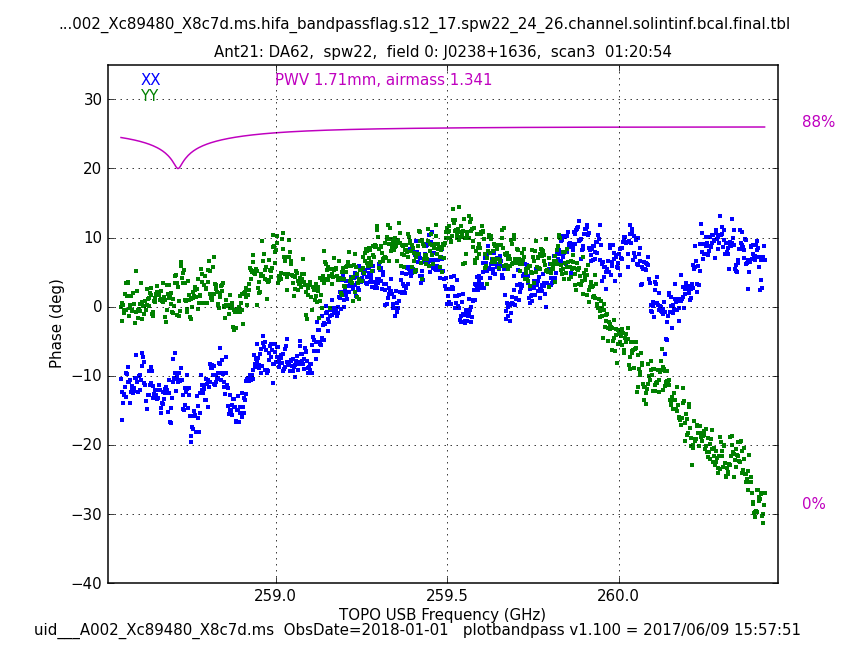 ...002_Xc89480_X8c7d.ms.hifa_bandpassflag.s12_17.spw22_24_26.channel.solintinf.bcal.final.tbl
Ant21: DA62,  spw22,  field 0: J0238+1636,  scan3  01:20:54
XX
PWV 1.71mm, airmass 1.341
YY
30
88%
20
10
0
Phase (deg)
−10
−20
−30
0%
−40
259.0
259.5
260.0
TOPO USB Frequency (GHz)
uid___A002_Xc89480_X8c7d.ms  ObsDate=2018-01-01   plotbandpass v1.100 = 2017/06/09 15:57:51